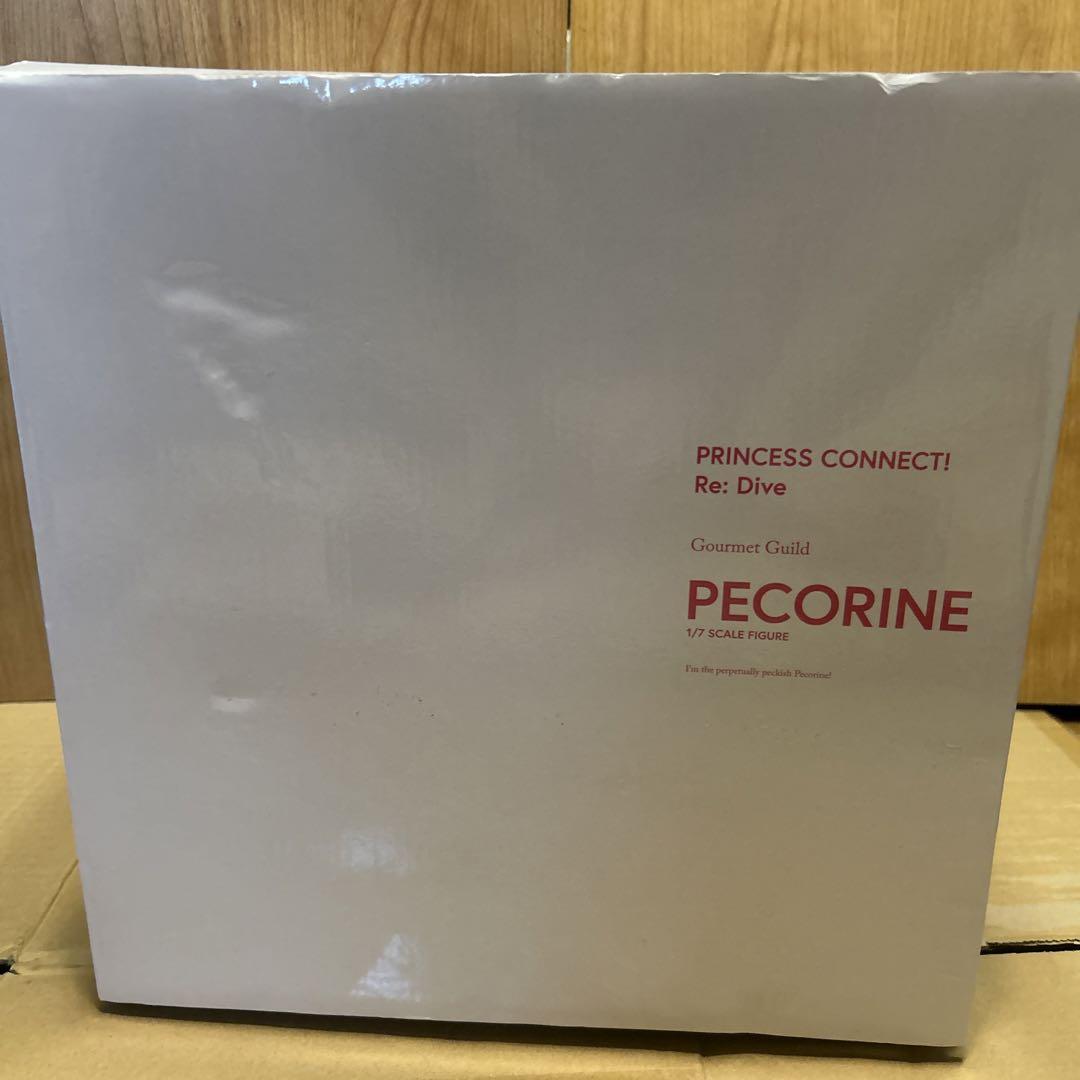 PRINCESS CONNECT!
Re: Dive
Gourmet Guild
PECORINE
1/7 SCALE FIGURE
I'm the perpetually peckish Pecorine!